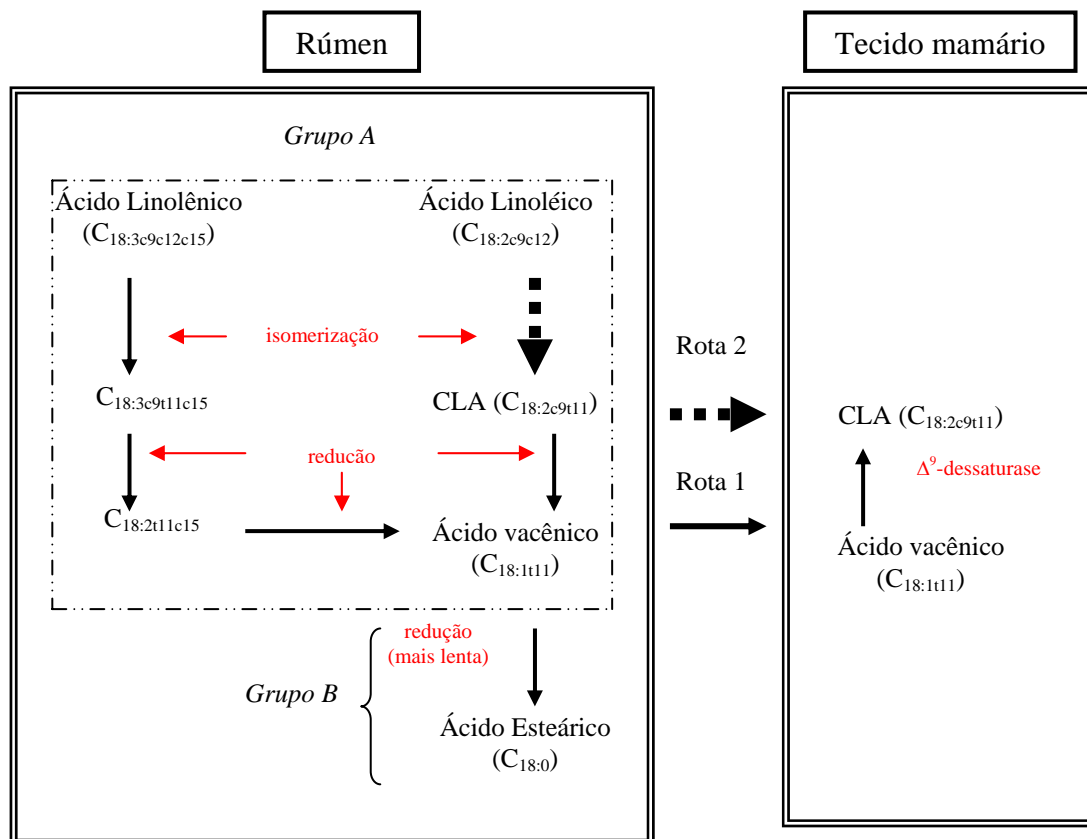 Rúmen
Tecido mamário
Grupo A
Ácido Linolênico
(C18:3c9c12c15)
Ácido Linoléico
(C18:2c9c12)
isomerização
Rota 2
C18:3c9t11c15
CLA (C18:2c9t11)
CLA (C18:2c9t11)
reducão
Δ9-dessaturase
Rota 1
C18:2t11c15
Ácido vacênico
(C18:1t11)
Ácido vacênico
(C18:1t11)
redução
(mais lenta)
Grupo B
Ácido Esteárico
(C18:0)